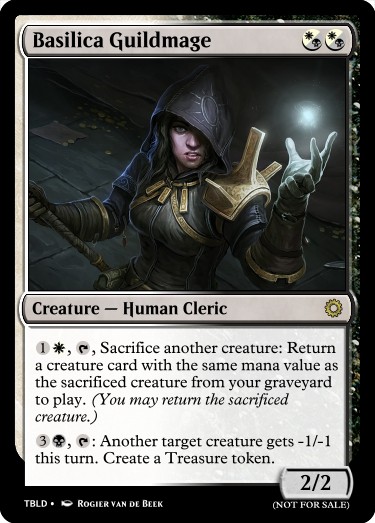 Basilica Guildmage
Creature — Human Cleric
1, , Sacrifice another creature: Return
a creature card with the same mana value as
the sacrificed creature from your graveyard
to play. (You may return the sacrificed
creature.)
3, : Another target creature gets -1/-1
this turn. Create a Treasure token.
2/2
TBLD • Rogier van de Beek
(NOT FOR SALE)